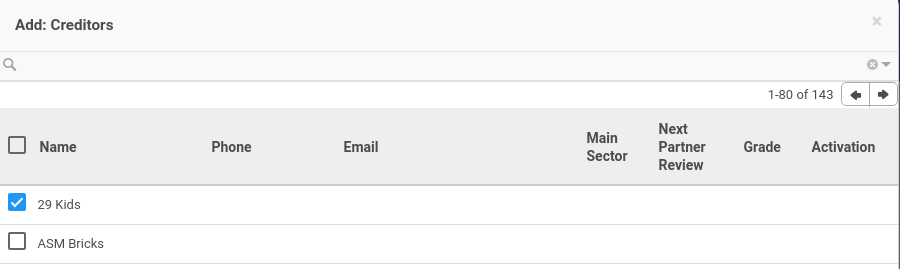 Add: Creditors
×
1-80 of 143
Name Phone Email Main Sector Next Partner Review Grade Activation
29 Kids
ASM Bricks